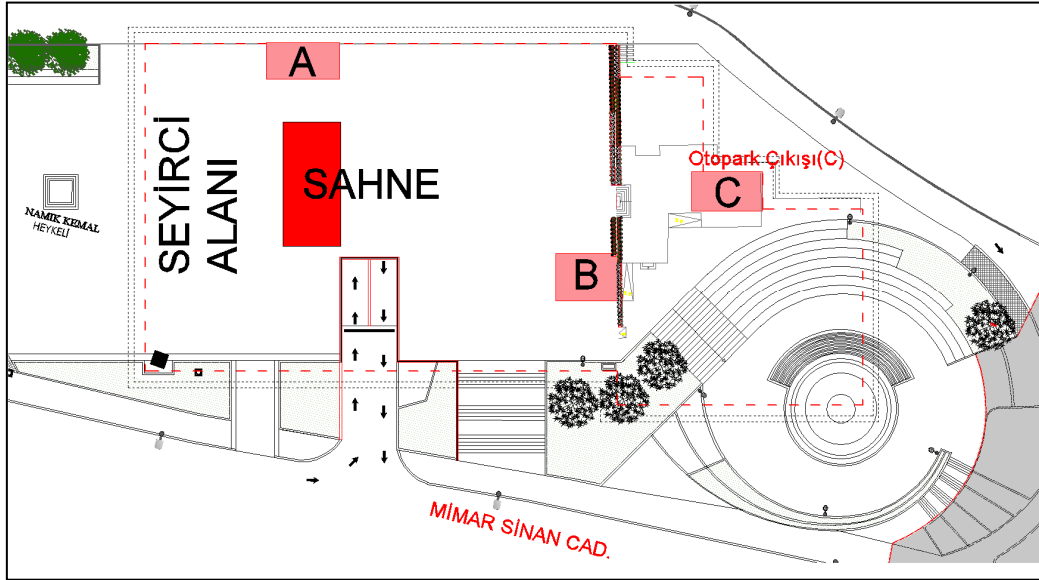 A
SEYİRCİ
ALANI
SAHNE
Otopark Çıkışı(C)
C
NAMIK KEMAL
HEYKELİ
B
MİMAR SİNAN CAD.